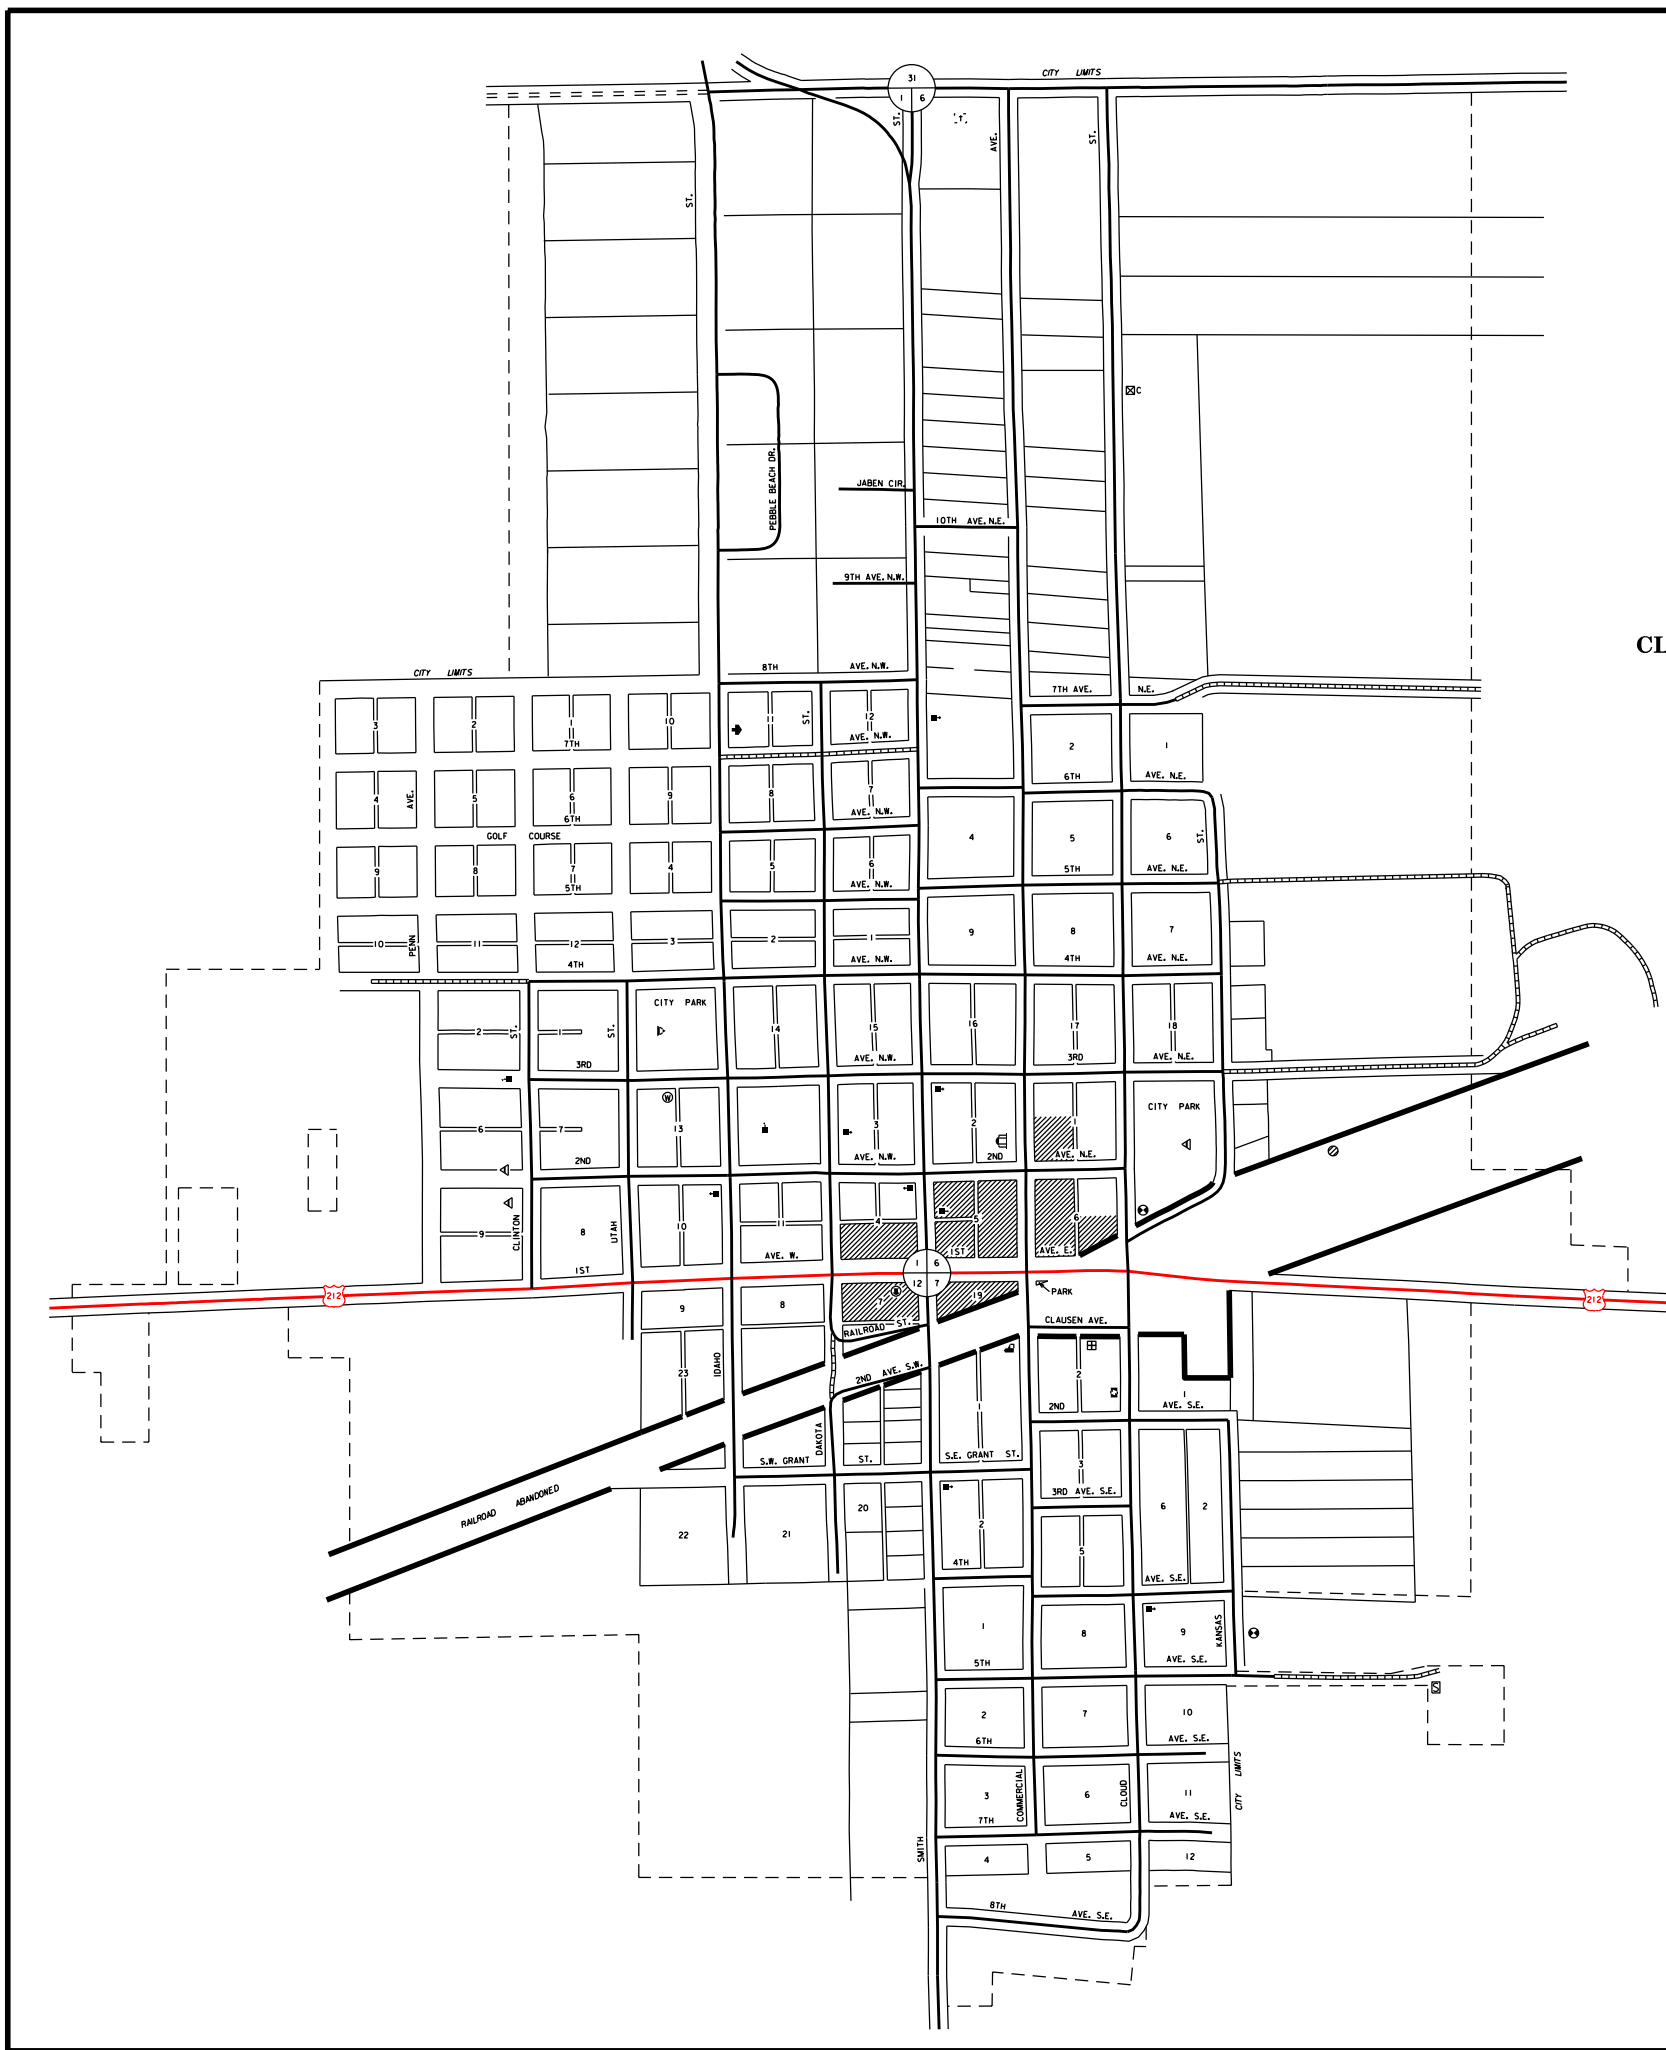 CITY LIMITS
31
1 6
ST.
AVE.
ST.
ST.
C
PEBBLE BEACH DR.
JABEN CIR.
10TH AVE. N.E.
9TH AVE. N.W.
CL
CITY LIMITS
8TH AVE. N.W.
7TH AVE. N.E.
3 2 1 10 11 ST. 12
7TH AVE. N.W.
2 1
6TH AVE. N.E.
4 AVE. 5 6 9 8 7
6TH AVE. N.W.
GOLF COURSE
4 5 6 ST.
5TH AVE. N.E.
9 8 7 4 5 6
5TH AVE. N.W.
10 PENN 11 12 3 2 1
4TH AVE. N.W.
9 8 7
4TH AVE. N.E.
CITY PARK
2 ST. 1 ST. 14 15 16 17 18
3RD AVE. N.W. 3RD AVE. N.E.
W
CITY PARK
6 7 13 3 2 1
2ND AVE. N.W. 2ND AVE. N.E.
9 CLINTON 8 UTAH 10 11 4 5 6
1ST AVE. W. 1ST AVE. E.
1 6
12 7
212
212
PARK
9 8 7 19
RAILROAD ST.
CLAUSEN AVE.
23 IDAHO
2ND AVE. S.W.
1 2
2ND AVE. S.E.
DAKOTA
S.W. GRANT ST.
S.E. GRANT ST.
3
3RD AVE. S.E.
6 2
RAILROAD ABANDONED
22 21 20 2 5
4TH AVE. S.E.
1 8 9 KANSAS
5TH AVE. S.E.
S
2 7 10
6TH AVE. S.E.
3 COMMERCIAL 6 CLOUD 11
CITY LIMITS
7TH AVE. S.E.
SMITH
4 5 12
8TH AVE. S.E.